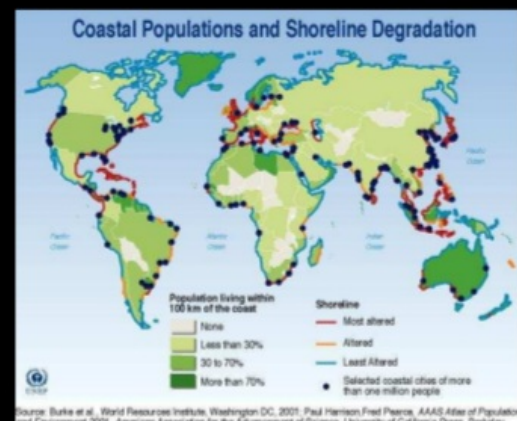 Coastal Populations and Shoreline Degradation
Pacific
Ocean
Pacific
Ocean
Atlantic
Ocean
Indian
Ocean
Population living within
100 km of the coast
None
Less than 30%
30 to 70%
More than 70%
Shoreline
Most altered
Altered
Least Altered
Selected coastal cities of more
than one million people
UNEP
Source: Burke et al., World Resources Institute, Washington DC, 2001; Paul Harrison, Fred Pearce, AAAS Atlas of Population